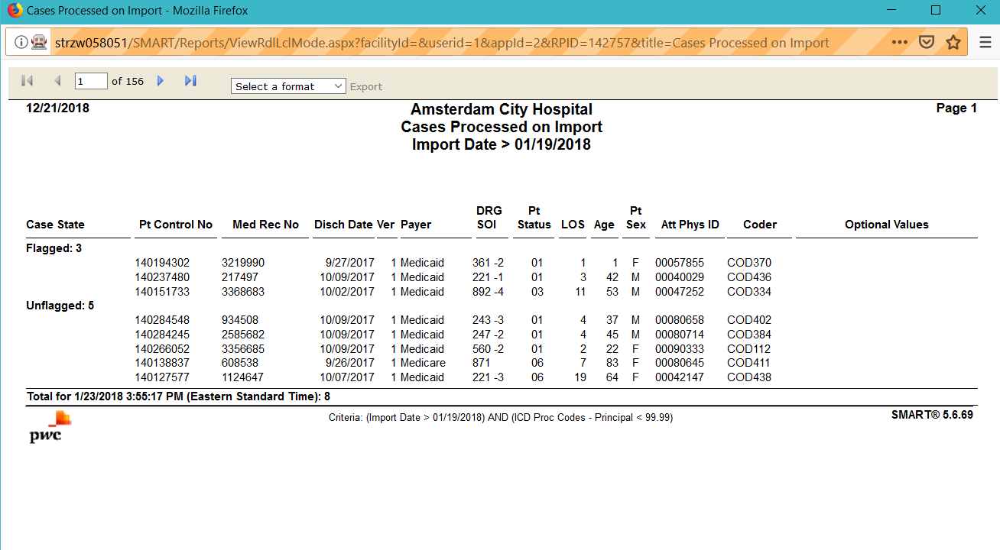 Cases Processed on Import - Mozilla Firefox
strzw058051/SMART/Reports/ViewRdlLclMode.aspx?facilityId=&userid=1&appId=2&RPID=142757&title=Cases Processed on Import
1 of 156 Select a format Export
12/21/2018 Amsterdam City Hospital Page 1
Cases Processed on Import
Import Date > 01/19/2018
DRG Pt Pt
Case State Pt Control No Med Rec No Disch Date Ver Payer SOI Status LOS Age Sex Att Phys ID Coder Optional Values
Flagged: 3
140194302 3219990 9/27/2017 1 Medicaid 361 -2 01 1 1 F 00057855 COD370
140237480 217497 10/09/2017 1 Medicaid 221 -1 01 3 42 M 00040029 COD436
140151733 3368683 10/02/2017 1 Medicaid 892 -4 03 11 53 M 00047252 COD334
Unflagged: 5
140284548 934508 10/09/2017 1 Medicaid 243 -3 01 4 37 M 00080658 COD402
140284245 2585682 10/09/2017 1 Medicaid 247 -2 01 4 45 M 00080714 COD384
140266052 3356685 10/09/2017 1 Medicaid 560 -2 01 2 22 F 00090333 COD112
140138837 608538 9/26/2017 1 Medicare 871 06 7 83 F 00080645 COD411
140127577 1124647 10/07/2017 1 Medicaid 221 -3 06 19 64 F 00042147 COD438
Total for 1/23/2018 3:55:17 PM (Eastern Standard Time): 8
Criteria: (Import Date > 01/19/2018) AND (ICD Proc Codes - Principal < 99.99) SMART® 5.6.69
pwc